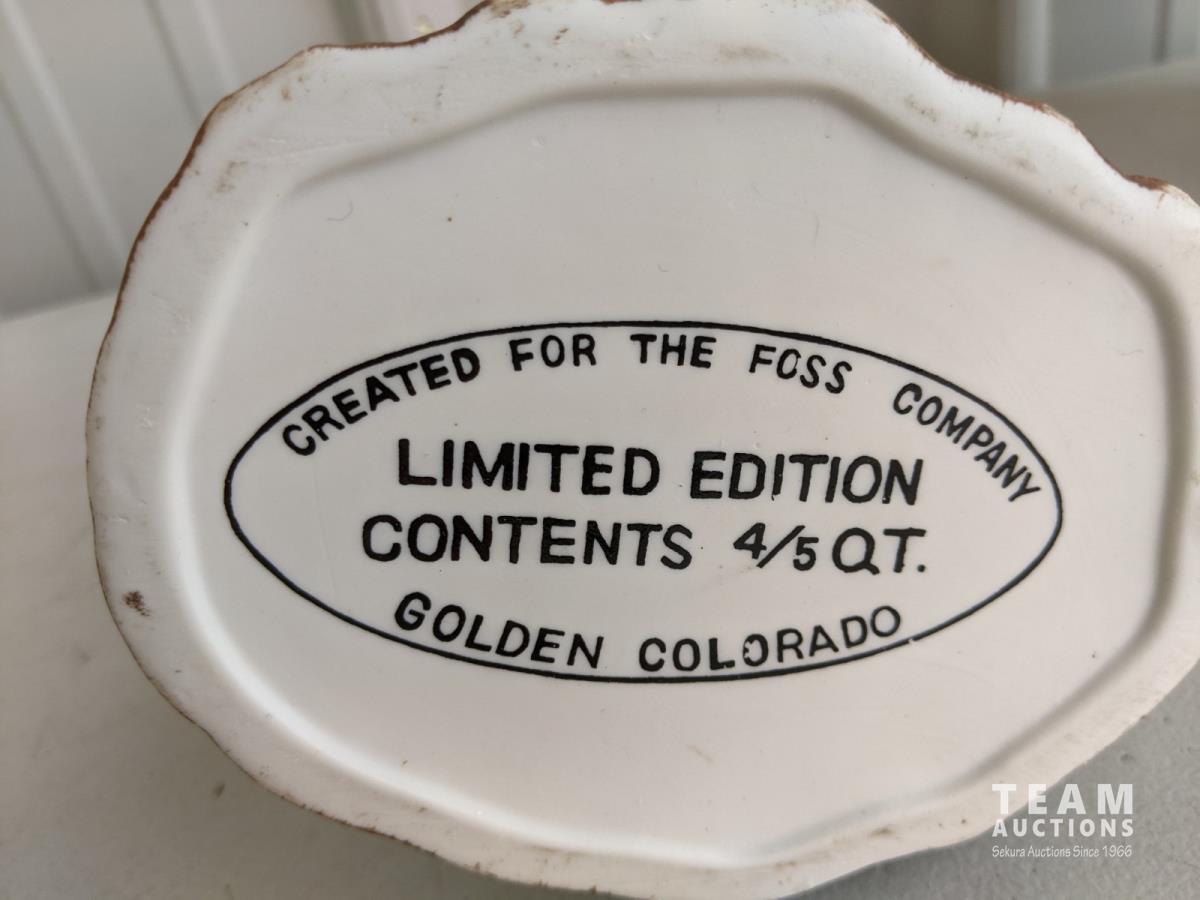 CREATED FOR THE FOSS COMPANY
LIMITED EDITION
CONTENTS 4/5 QT.
GOLDEN COLORADO
TEAM
AUCTIONS
Sekura Auctions Since 1966